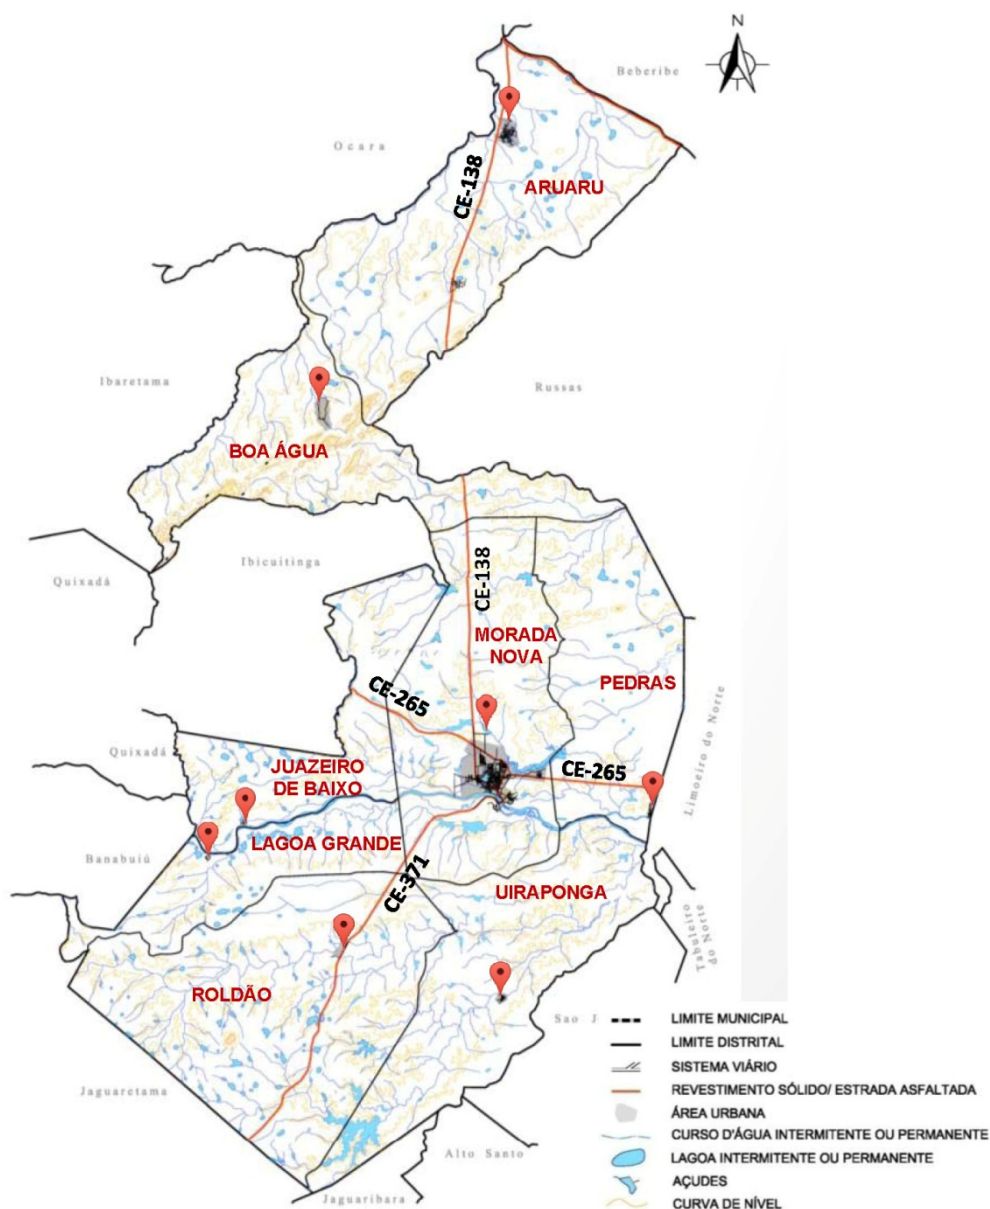 N
Beberibe
Ocara
CE-138
ARUARU
Ibaretama
Russas
BOA ÁGUA
Ibicuitinga
Quixadá
CE-138
MORADA
NOVA
PEDRAS
CE-265
Limoeiro do Norte
Quixadá
JUAZEIRO
DE BAIXO
CE-265
LAGOA GRANDE
Banabuiú
CE-371
UIRAPONGA
Tabuleiro
do Norte
ROLDÃO
Sao J
Jaguaretama
Alto Santo
Jaguaribara
LIMITE MUNICIPAL
LIMITE DISTRITAL
SISTEMA VIÁRIO
REVESTIMENTO SÓLIDO/ ESTRADA ASFALTADA
ÁREA URBANA
CURSO D'ÁGUA INTERMITENTE OU PERMANENTE
LAGOA INTERMITENTE OU PERMANENTE
AÇUDES
CURVA DE NÍVEL